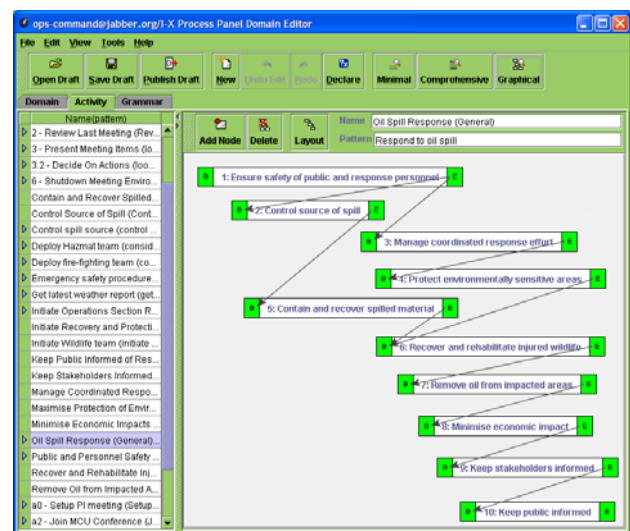 ops-command@jabber.org/I-X Process Panel Domain Editor
File Edit View Tools Help
Open Draft Save Draft Publish Draft New Undo Edit Redo Declare Minimal Comprehensive Graphical
Domain Activity Grammar
Name(pattern)
2 - Review Last Meeting (Rev...
3 - Present Meeting Items (lo...
3.2 - Decide On Actions (loo...
6 - Shutdown Meeting Enviro...
Contain and Recover Spilled...
Control Source of Spill (Cont...
Control spill source (control ...
Deploy Hazmat team (consid...
Deploy fire-fighting team (co...
Emergency safety procedure...
Get latest weather report (get...
Initiate Operations Section R...
Initiate Recovery and Protecti...
Initiate Wildlife team (initiate ...
Keep Public Informed of Res...
Keep Stakeholders Informed...
Manage Coordinated Respo...
Maximise Protection of Envir...
Minimise Economic Impacts ...
Oil Spill Response (General)...
Public and Personnel Safety ...
Recover and Rehabilitate Inj...
Remove Oil from Impacted A...
a0 - Setup PI meeting (Setup...
a2 - Join MCU Conference (J...
Add Node Delete Layout
Name Oil Spill Response (General)
Pattern Respond to oil spill
B 1: Ensure safety of public and response personnel E
B 2: Control source of spill E
B 3: Manage coordinated response effort E
B 4: Protect environmentally sensitive areas E
B 5: Contain and recover spilled material E
B 6: Recover and rehabilitate injured wildlife E
B 7: Remove oil from impacted areas E
B 8: Minimise economic impact E
B 9: Keep stakeholders informed E
B 10: Keep public informed E